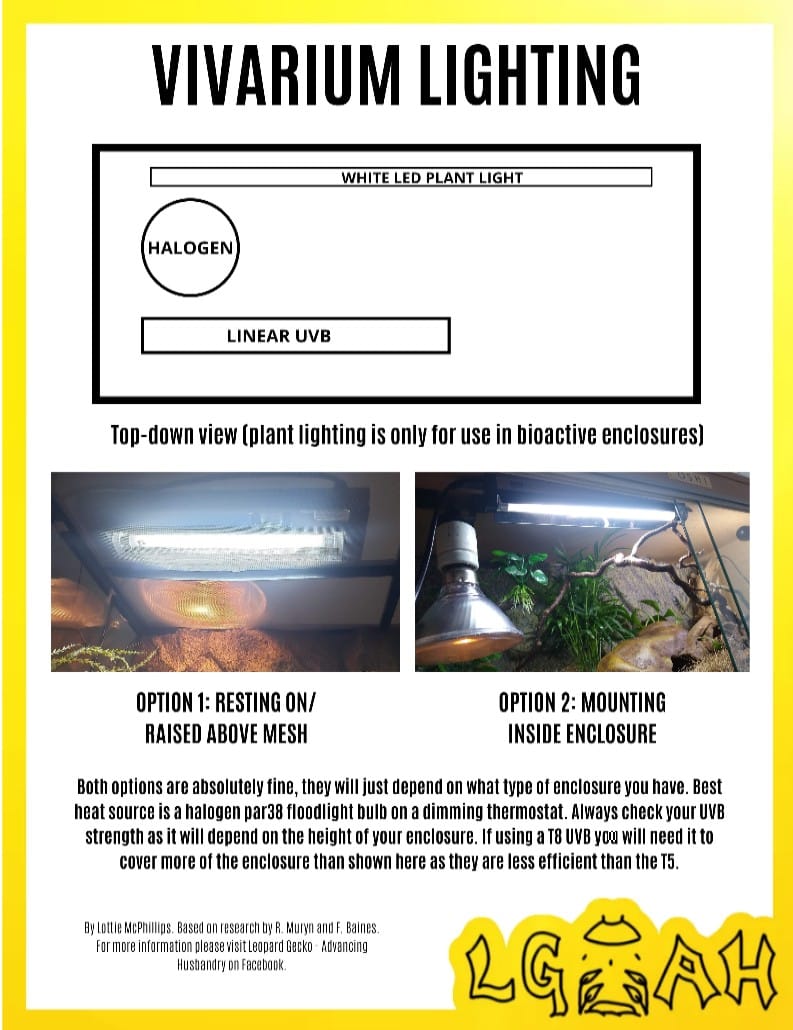 VIVARIUM LIGHTING
WHITE LED PLANT LIGHT
HALOGEN
LINEAR UVB
Top-down view (plant lighting is only for use in bioactive enclosures)
OPTION 1: RESTING ON/
RAISED ABOVE MESH
OPTION 2: MOUNTING
INSIDE ENCLOSURE
Both options are absolutely fine, they will just depend on what type of enclosure you have. Best
heat source is a halogen par38 floodlight bulb on a dimming thermostat. Always check your UVB
strength as it will depend on the height of your enclosure. If using a T8 UVB you will need it to
cover more of the enclosure than shown here as they are less efficient than the T5.
By Lottie McPhillips. Based on research by R. Muryn and F. Baines.
For more information please visit Leopard Gecko - Advancing
Husbandry on Facebook.
LG AH